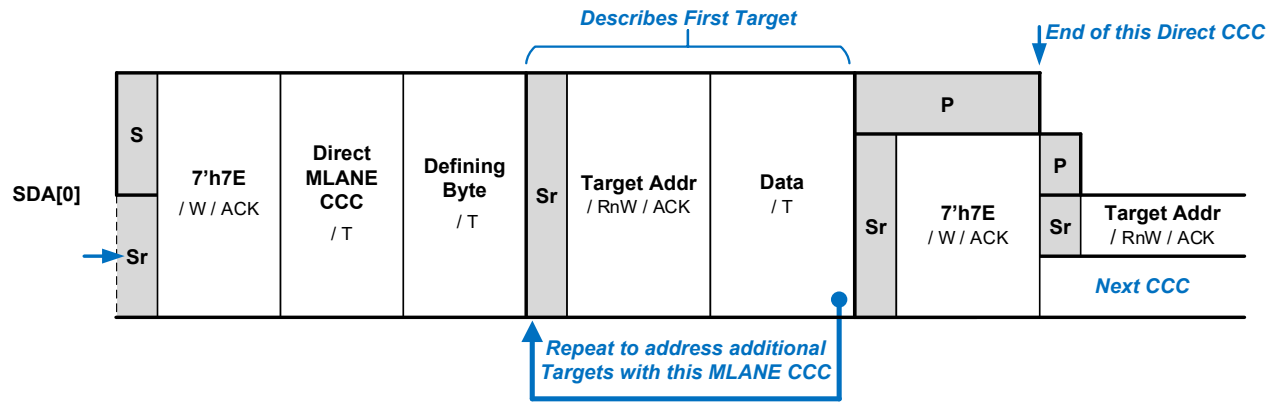 Describes First Target
End of this Direct CCC
SDA[0]
S
Sr
7'h7E
/ W / ACK
Direct
MLANE
CCC
/ T
Defining
Byte
/ T
Sr
Target Addr
/ RnW / ACK
Data
/ T
P
Sr
7'h7E
/ W / ACK
P
Sr
Target Addr
/ RnW / ACK
Next CCC
Repeat to address additional
Targets with this MLANE CCC